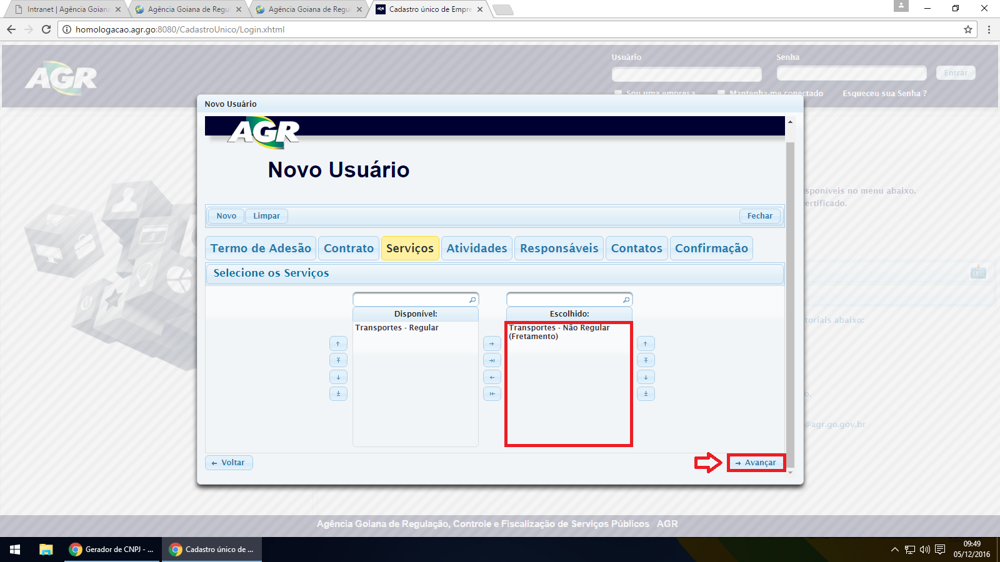 Intranet | Agência Goiana
Agência Goiana de Regul
Agência Goiana de Regul
Cadastro único de Empre
homologacao.agr.go:8080/CadastroUnico/Login.xhtml
AGR
Usuário
Senha
Entrar
Sou uma empresa
Mantenha-me conectado
Esqueceu sua Senha ?
Novo Usuário
AGR
Novo Usuário
sponíveis no menu abaixo.
ertificado.
Novo
Limpar
Fechar
Termo de Adesão
Contrato
Serviços
Atividades
Responsáveis
Contatos
Confirmação
Selecione os Serviços
Disponível:
Escolhido:
Transportes - Regular
Transportes - Não Regular
(Fretamento)
toriais abaixo:
o.
@agr.go.gov.br
Voltar
Avançar
Agência Goiana de Regulação, Controle e Fiscalização de Serviços Públicos AGR
Gerador de CNPJ - ...
Cadastro único de ...
09:49
05/12/2016